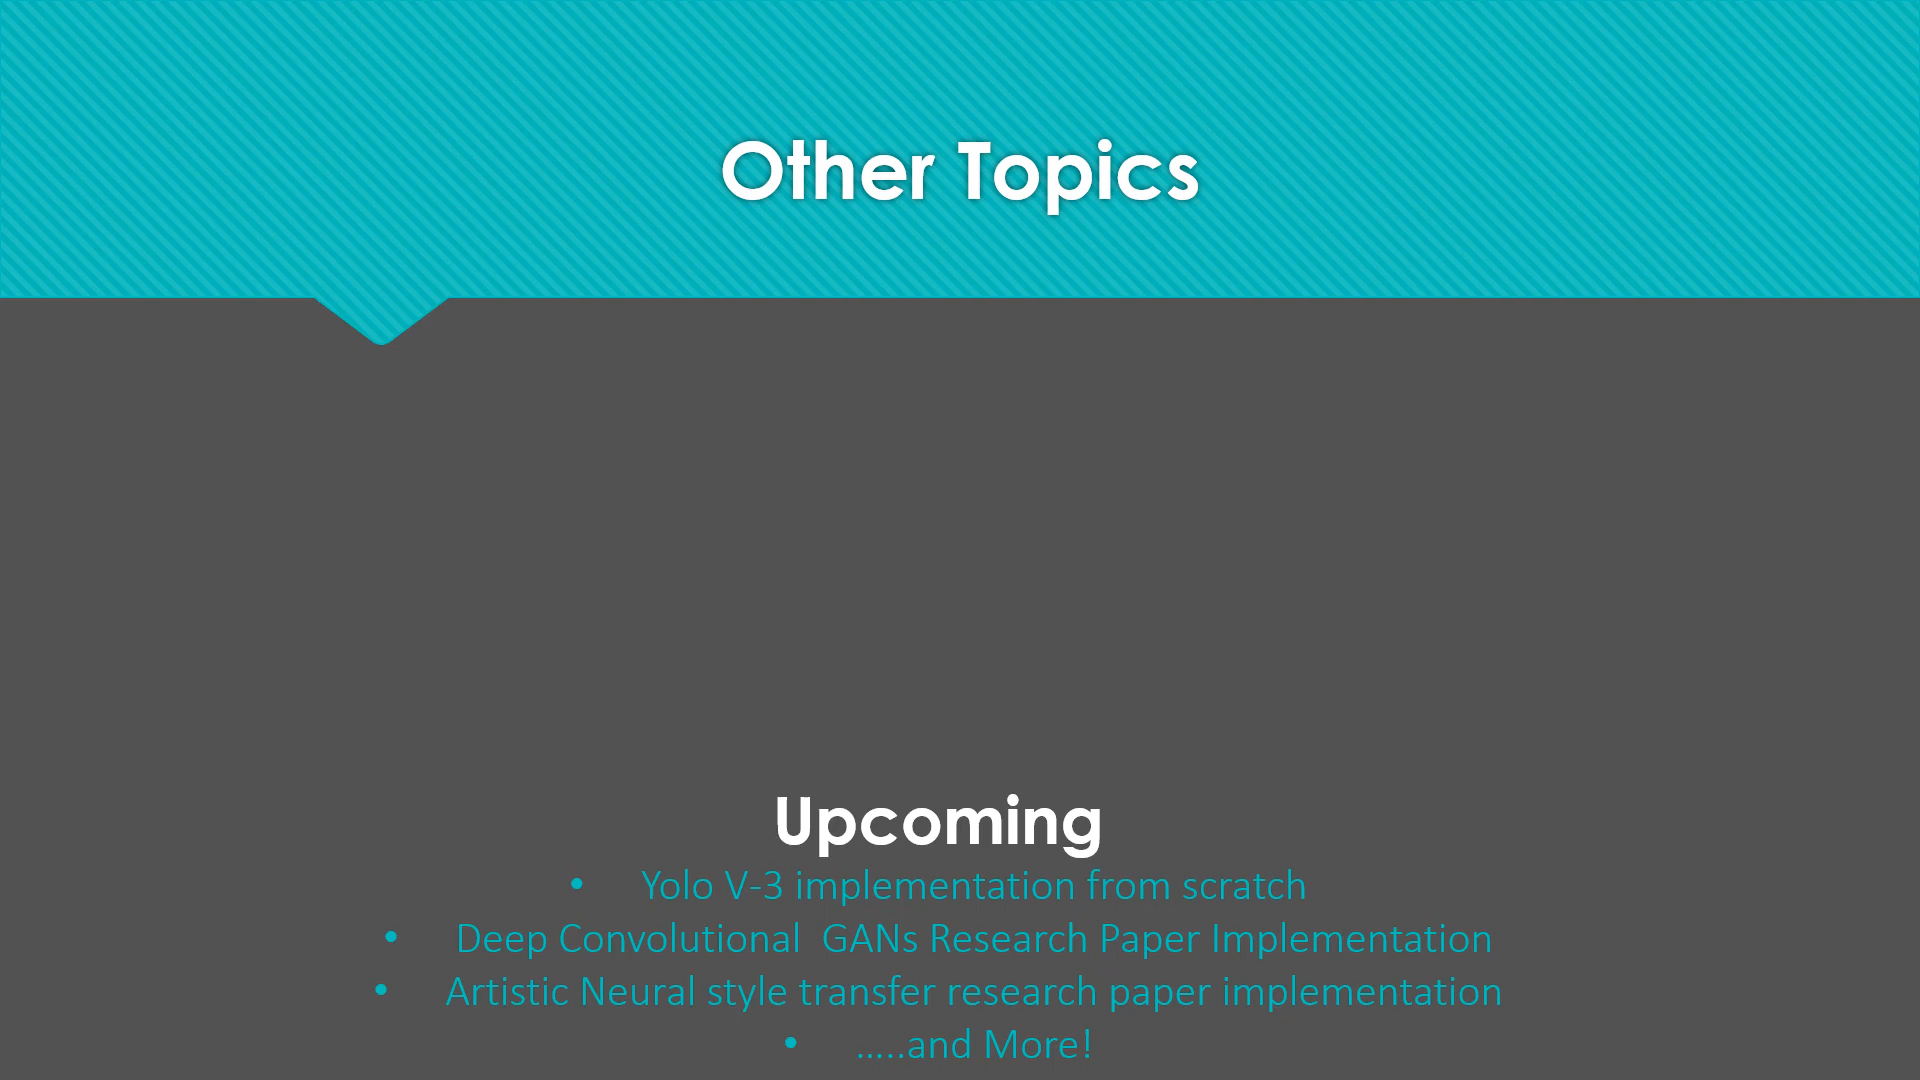 Other Topics
Upcoming
• Yolo V-3 implementation from scratch
• Deep Convolutional  GANs Research Paper Implementation
• Artistic Neural style transfer research paper implementation
• .....and More!